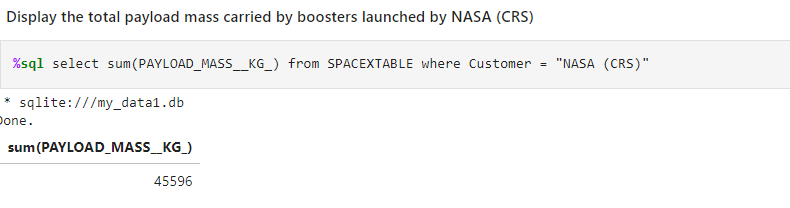 Display the total payload mass carried by boosters launched by NASA (CRS)
%sql select sum(PAYLOAD_MASS__KG_) from SPACEXTABLE where Customer = "NASA (CRS)"
* sqlite:///my_data1.db
Done.
sum(PAYLOAD_MASS__KG_)
45596